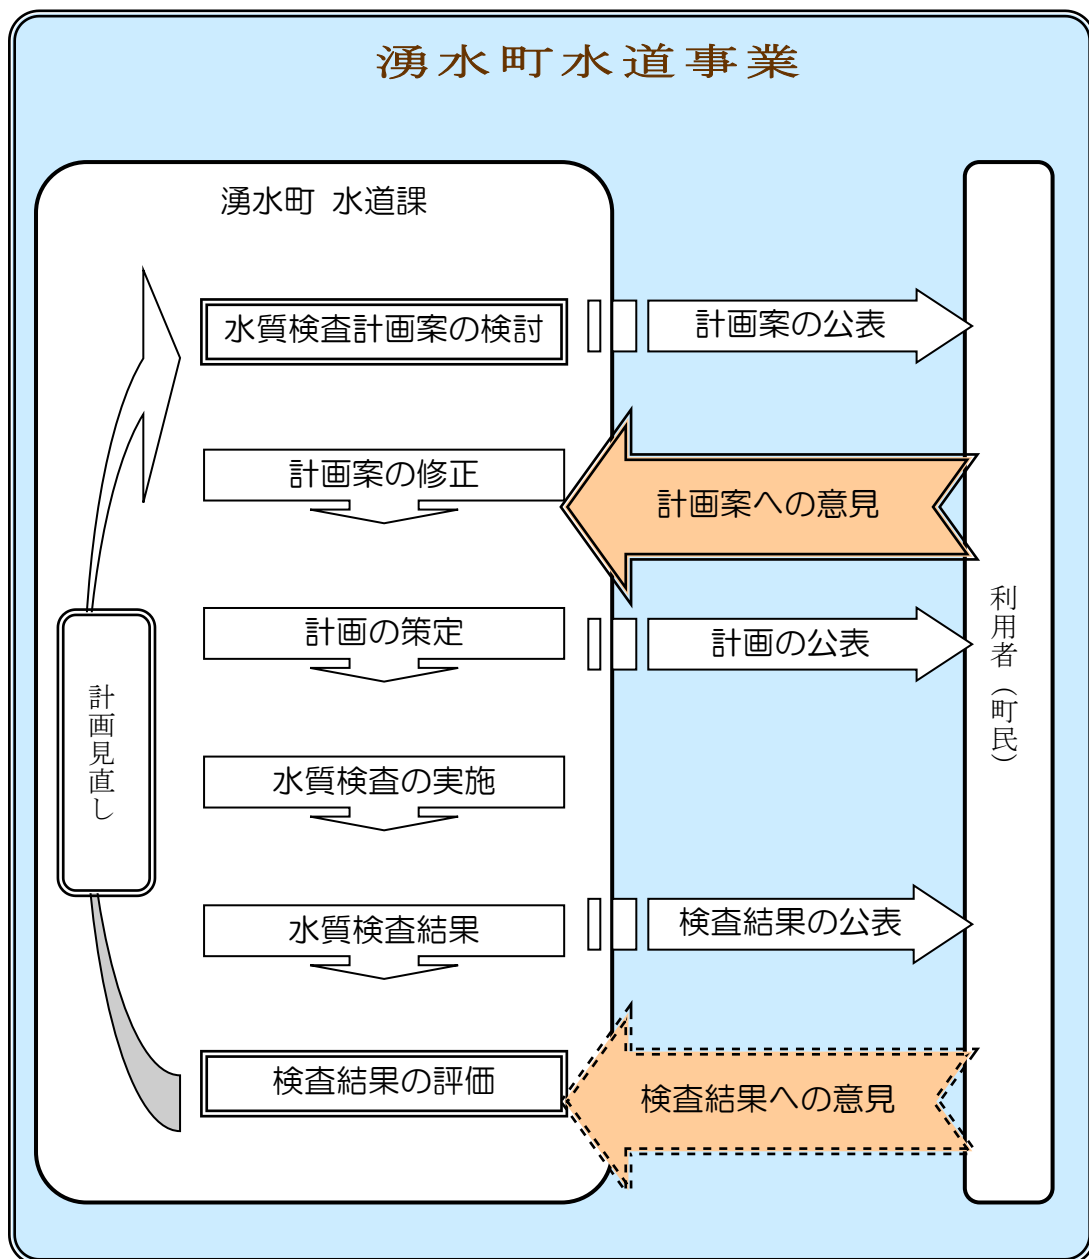 湧水町水道事業
湧水町 水道課
水質検査計画案の検討
計画案の公表
計画案の修正
計画案への意見
計画の策定
計画の公表
水質検査の実施
水質検査結果
検査結果の公表
検査結果の評価
検査結果への意見
計画見直し
利用者（町民）